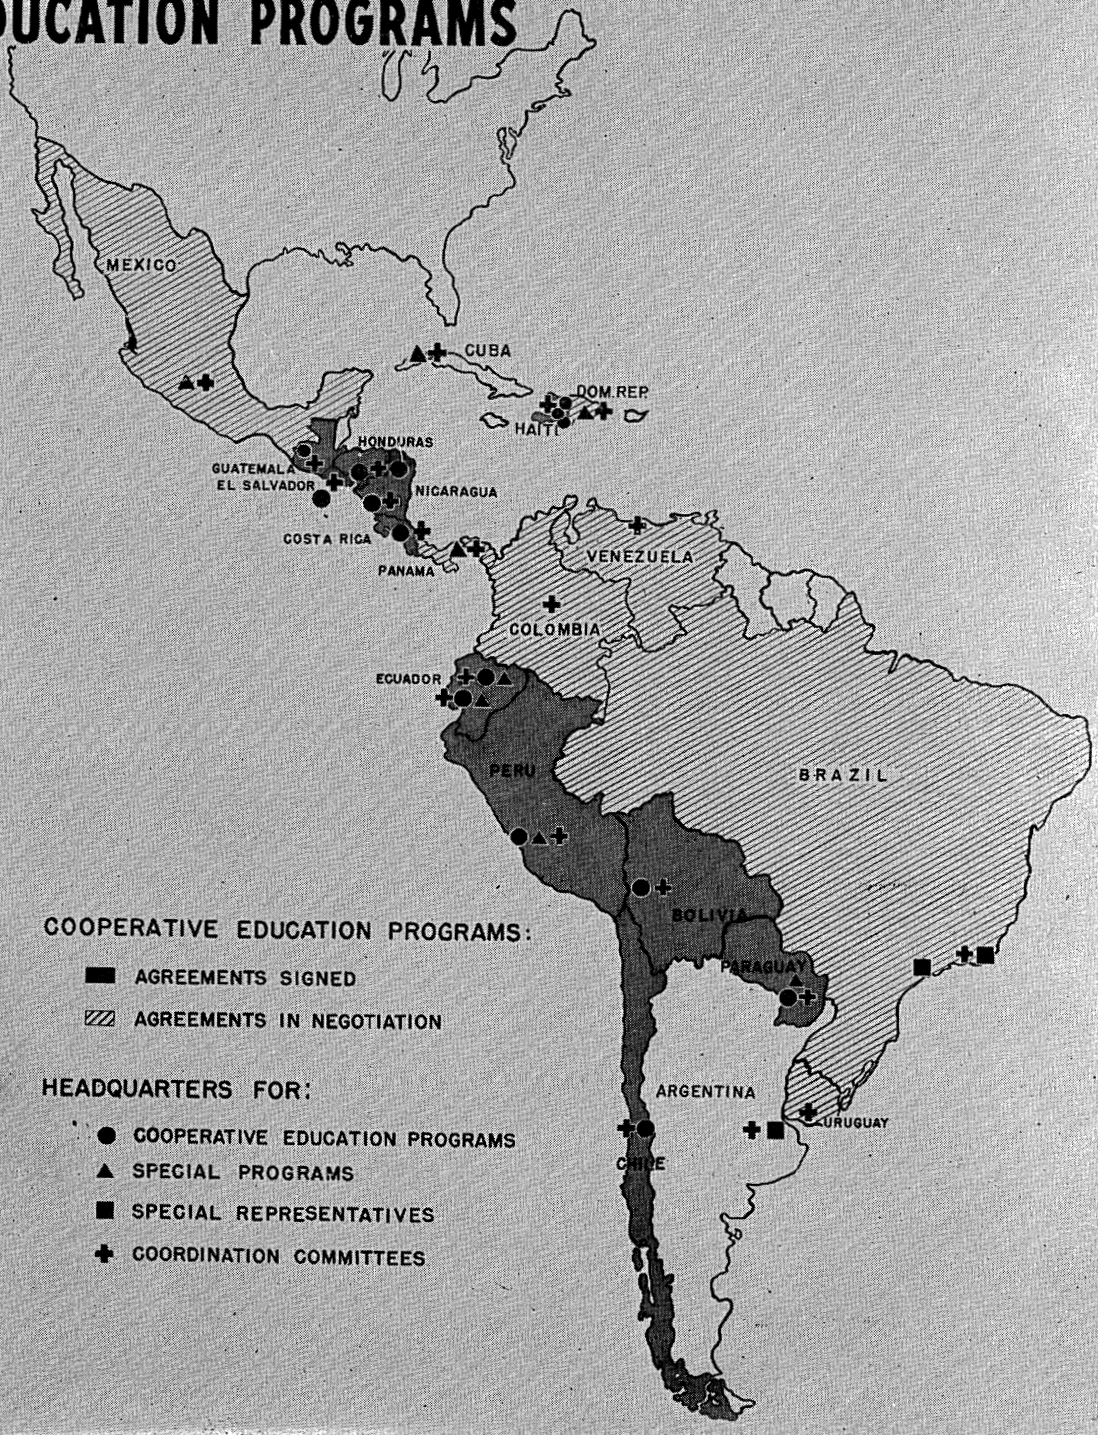 DUCATION PROGRAMS
MEXICO
CUBA
DOM. REP.
HAITI
HONDURAS
GUATEMALA
EL SALVADOR
NICARAGUA
COSTA RICA
PANAMA
VENEZUELA
COLOMBIA
ECUADOR
PERU
BRAZIL
BOLIVIA
PARAGUAY
ARGENTINA
URUGUAY
CHILE
COOPERATIVE EDUCATION PROGRAMS:
AGREEMENTS SIGNED
AGREEMENTS IN NEGOTIATION
HEADQUARTERS FOR:
COOPERATIVE EDUCATION PROGRAMS
SPECIAL PROGRAMS
SPECIAL REPRESENTATIVES
COORDINATION COMMITTEES